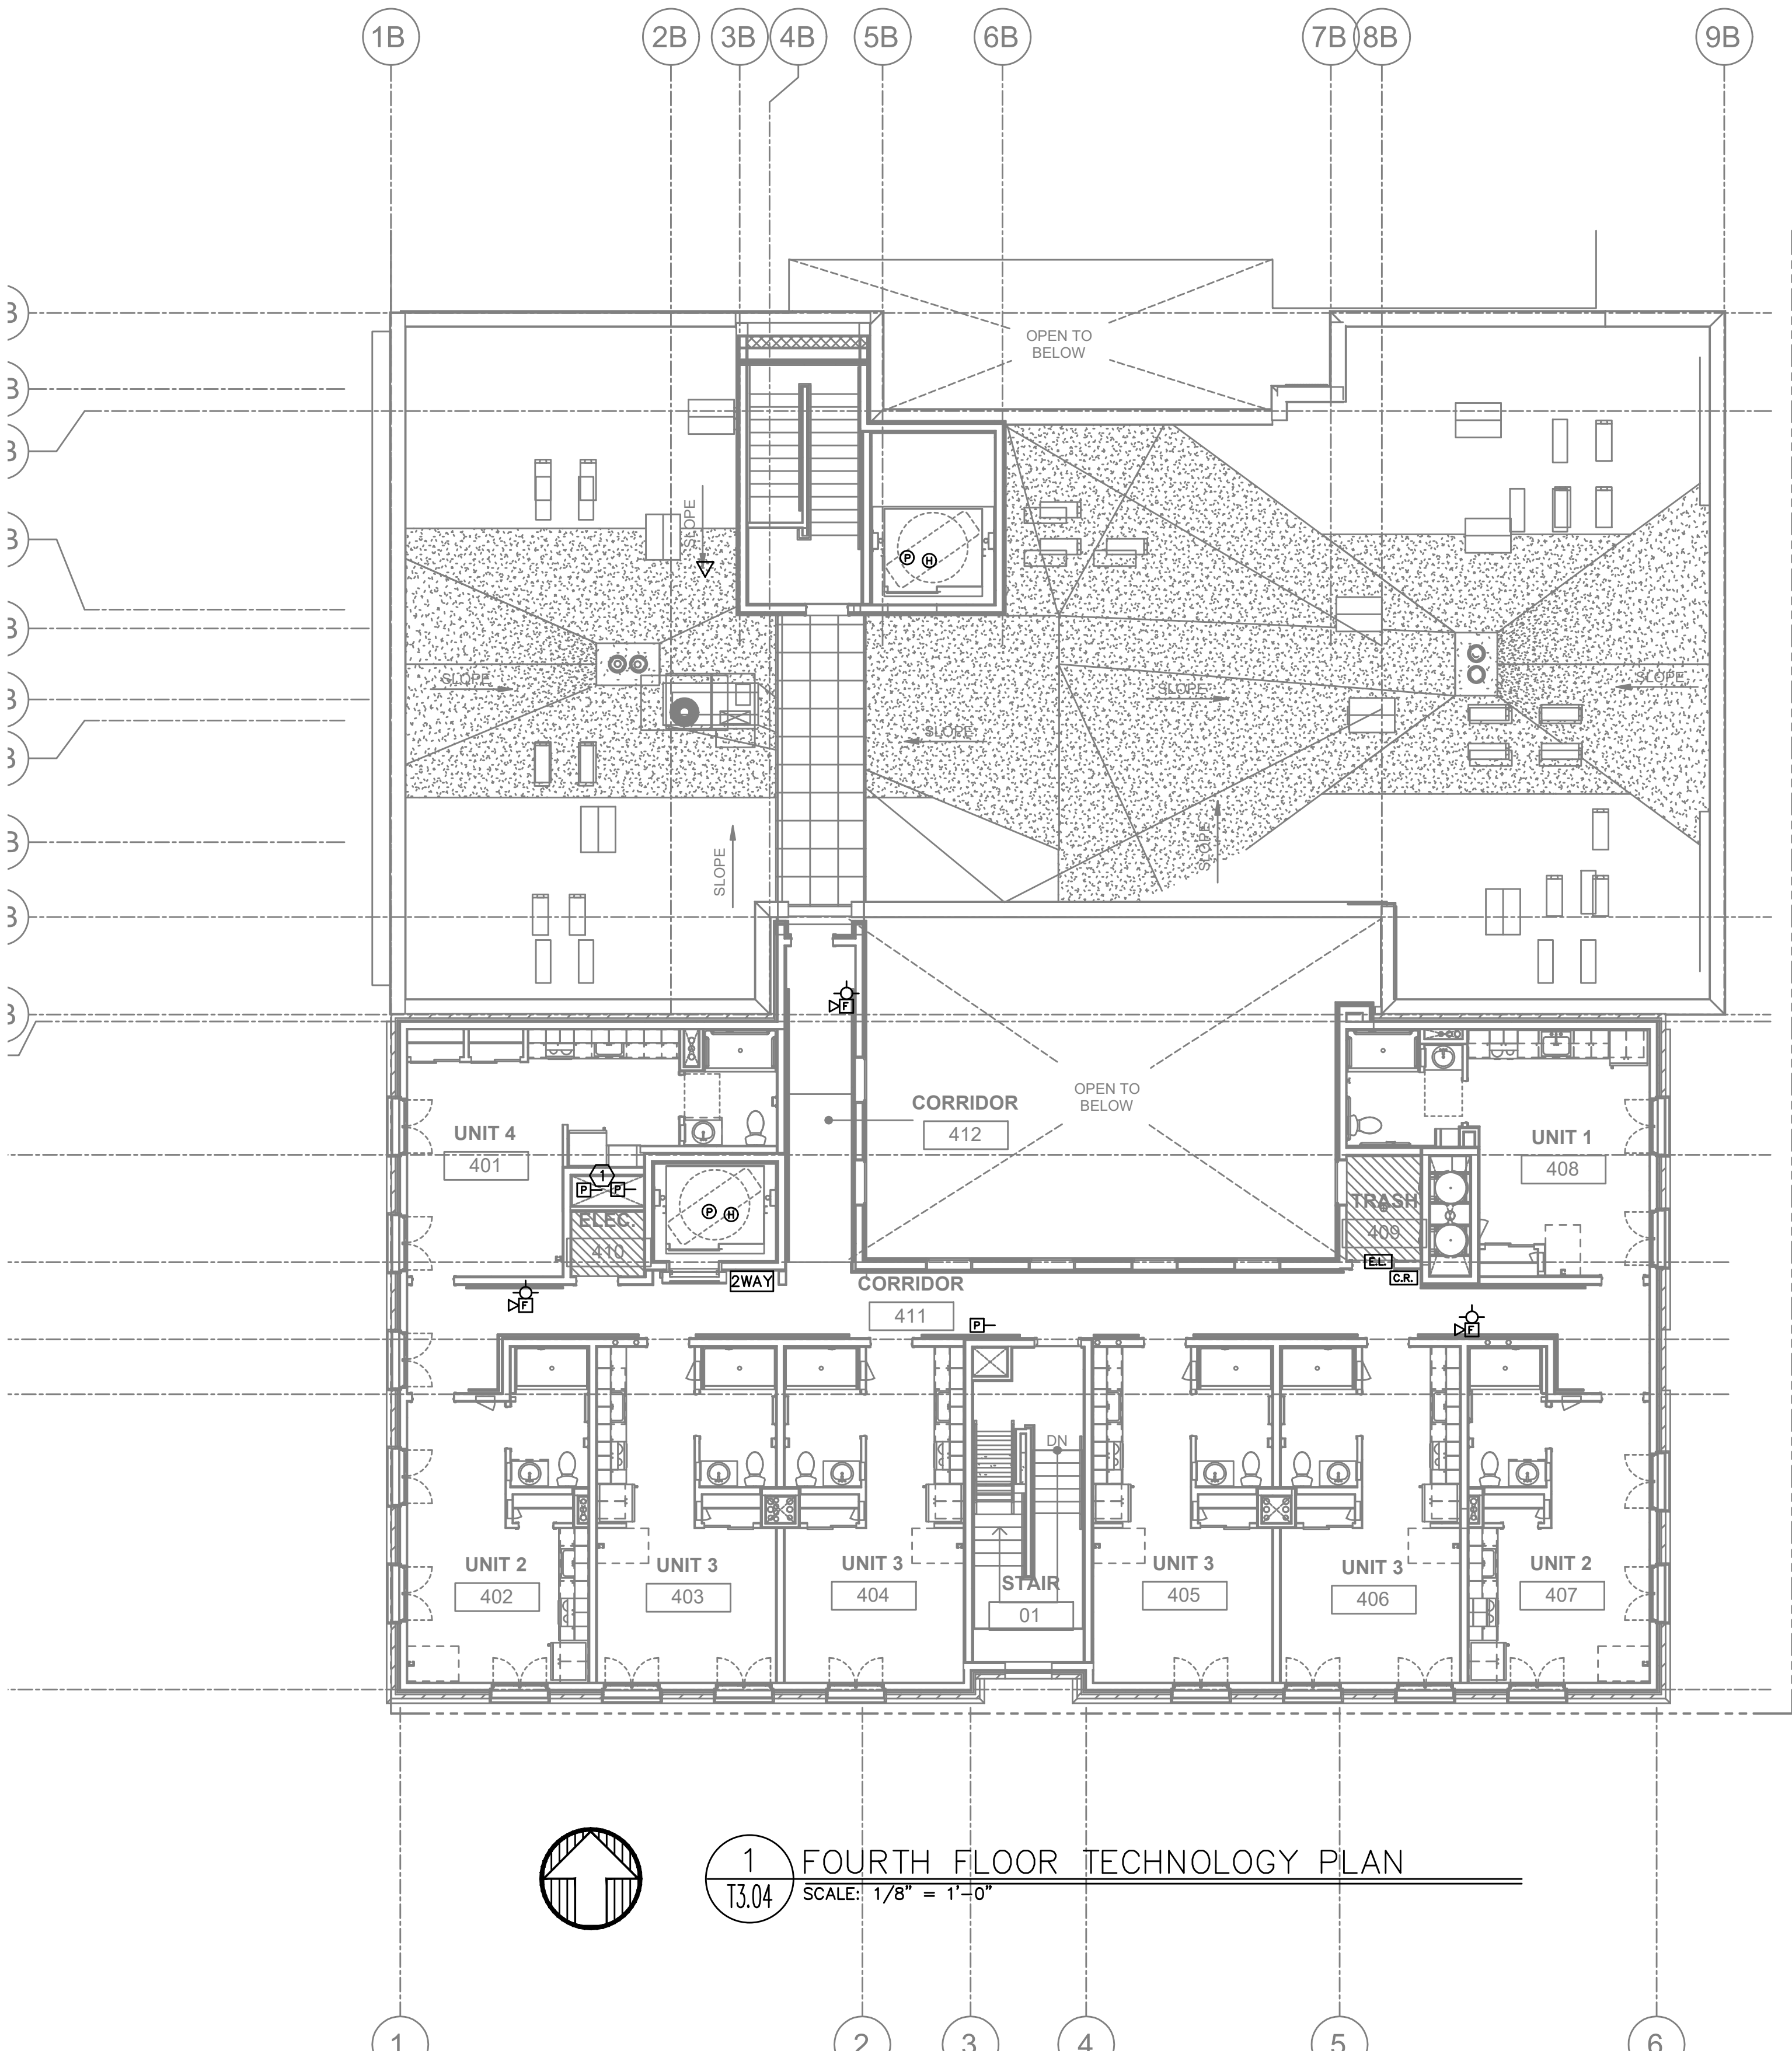 1B 2B 3B 4B 5B 6B 7B 8B 9B
OPEN TO
BELOW
B
B
B
B
B
B
B
B
B
B
SLOPE
P H
SLOPE
SLOPE
SLOPE
SLOPE
SLOPE
SLOPE
F
OPEN TO
BELOW
CORRIDOR
412
UNIT 4
401
UNIT 1
408
1
P P
ELEC.
410
P H
TRASH
409
2WAY
E.L.
C.R.
CORRIDOR
411
F
P
F
DN
UNIT 2
402
UNIT 3
403
UNIT 3
404
STAIR
01
UNIT 3
405
UNIT 3
406
UNIT 2
407
1
T3.04
FOURTH FLOOR TECHNOLOGY PLAN
SCALE: 1/8" = 1'-0"
1 2 3 4 5 6